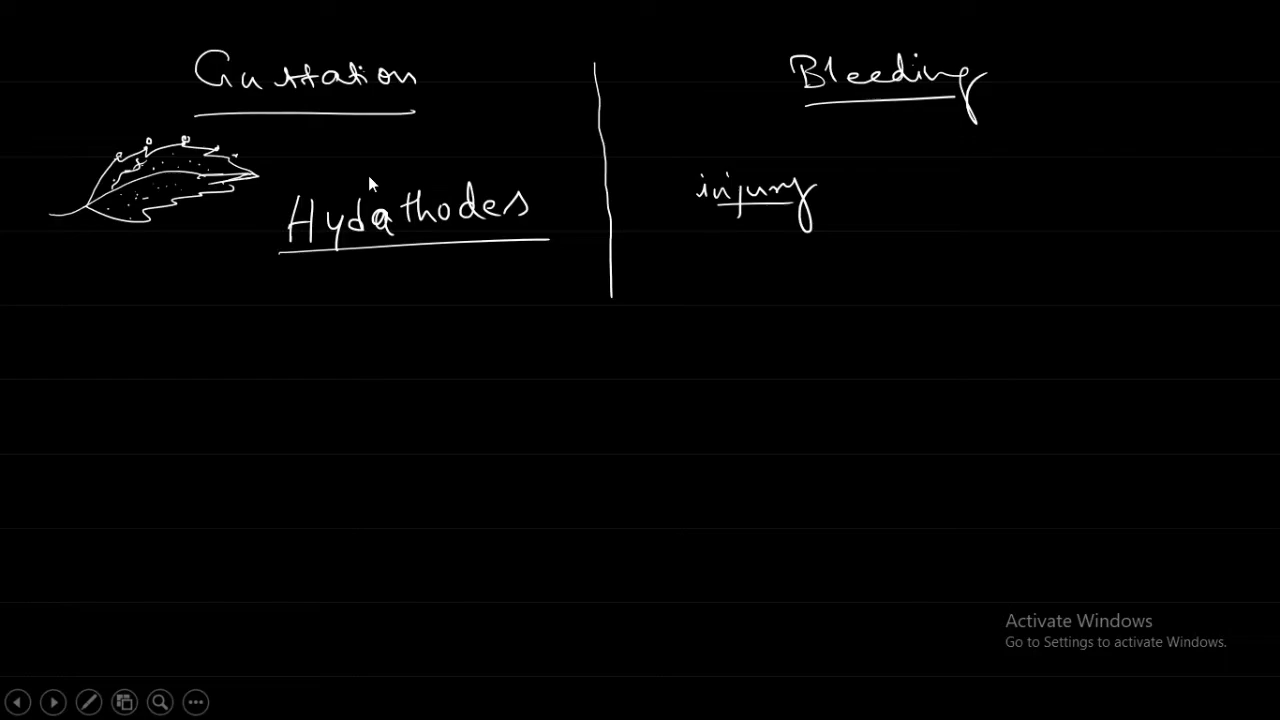 Guttation
Bleeding
Hydathodes
injury
Activate Windows
Go to Settings to activate Windows.